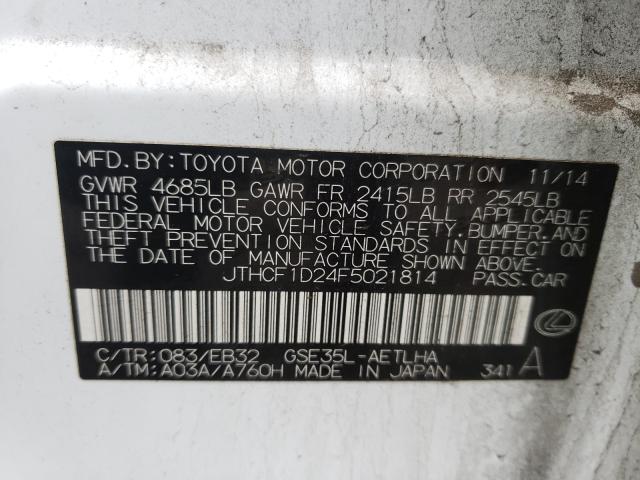 MFD. BY: TOYOTA MOTOR CORPORATION 11/14
GVWR 4685LB GAWR FR 2415LB RR 2545LB
THIS VEHICLE CONFORMS TO ALL APPLICABLE
FEDERAL MOTOR VEHICLE SAFETY, BUMPER, AND
THEFT PREVENTION STANDARDS IN EFFECT ON
THE DATE OF MANUFACTURE SHOWN ABOVE.
JTHCF1D24F5021814 PASS.CAR
C/TR: 083/EB32 GSE35L-AETLHA
A/TM: A03A/A760H MADE IN JAPAN 341 A